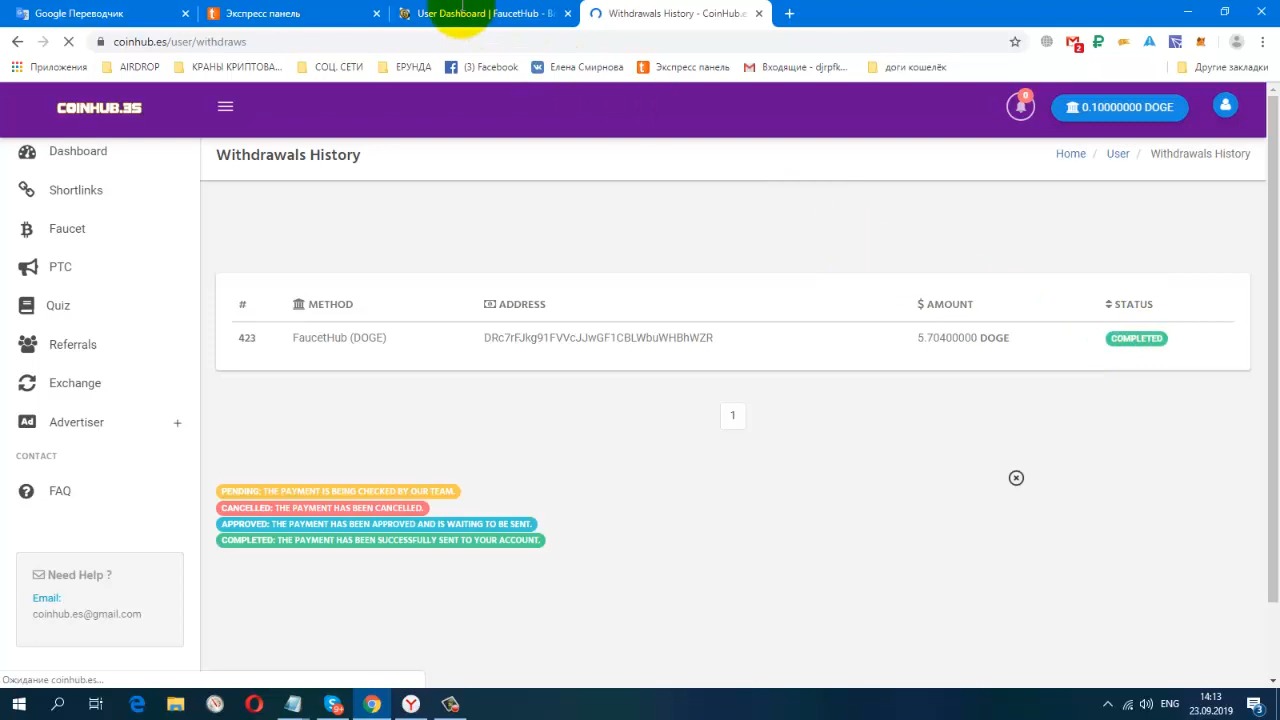 Google Переводчик
Экспресс панель
User Dashboard | FaucetHub - Bi
Withdrawals History - CoinHub.e
coinhub.es/user/withdraws
2
Приложения
AIRDROP
КРАНЫ КРИПТОВА...
СОЦ. СЕТИ
ЕРУНДА
(3) Facebook
Елена Смирнова
Экспресс панель
Входящие - djrpfk...
доги кошелёк
Другие закладки
COINHUB.ES
0
0.10000000 DOGE
Dashboard
Shortlinks
Faucet
PTC
Quiz
Referrals
Exchange
Advertiser +
CONTACT
FAQ
Need Help ?
Email:
coinhub.es@gmail.com
Withdrawals History
Home / User / Withdrawals History
# METHOD ADDRESS $ AMOUNT STATUS
423 FaucetHub (DOGE) DRc7rFJkg91FVVcJJwGF1CBLWbuWHBhWZR 5.70400000 DOGE COMPLETED
1
PENDING: THE PAYMENT IS BEING CHECKED BY OUR TEAM.
CANCELLED: THE PAYMENT HAS BEEN CANCELLED.
APPROVED: THE PAYMENT HAS BEEN APPROVED AND IS WAITING TO BE SENT.
COMPLETED: THE PAYMENT HAS BEEN SUCCESSFULLY SENT TO YOUR ACCOUNT.
Ожидание coinhub.es...
ENG
14:13
23.09.2019
3